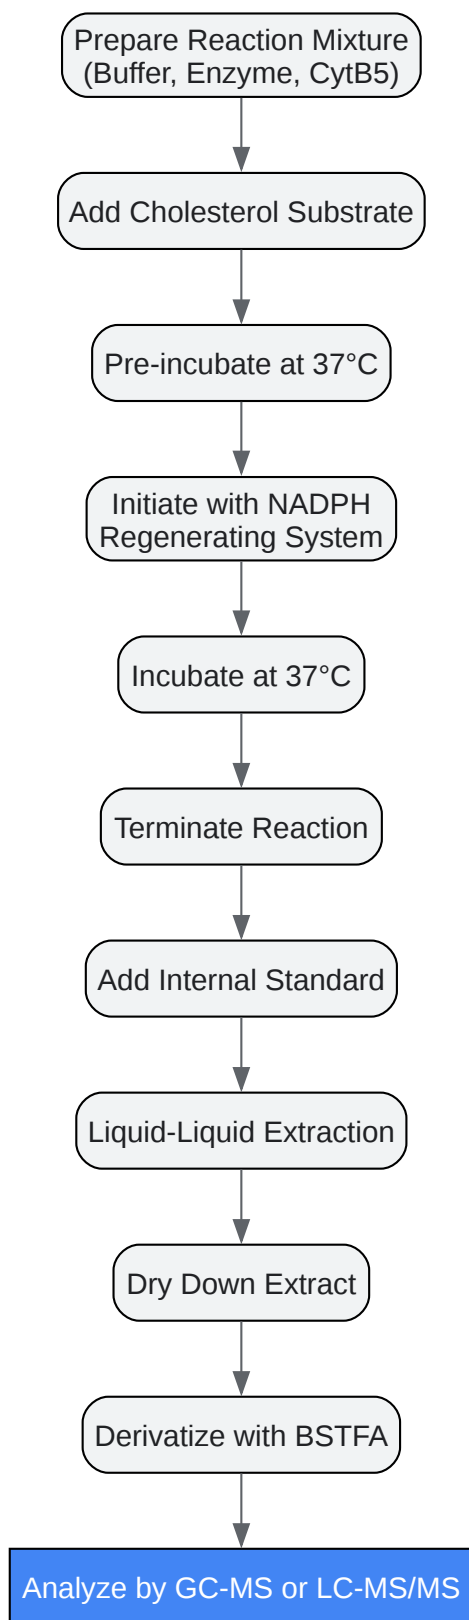 Prepare Reaction Mixture
(Buffer, Enzyme, CytB5)
Add Cholesterol Substrate
Pre-incubate at 37°C
Initiate with NADPH
Regenerating System
Incubate at 37°C
Terminate Reaction
Add Internal Standard
Liquid-Liquid Extraction
Dry Down Extract
Derivatize with BSTFA
Analyze by GC-MS or LC-MS/MS